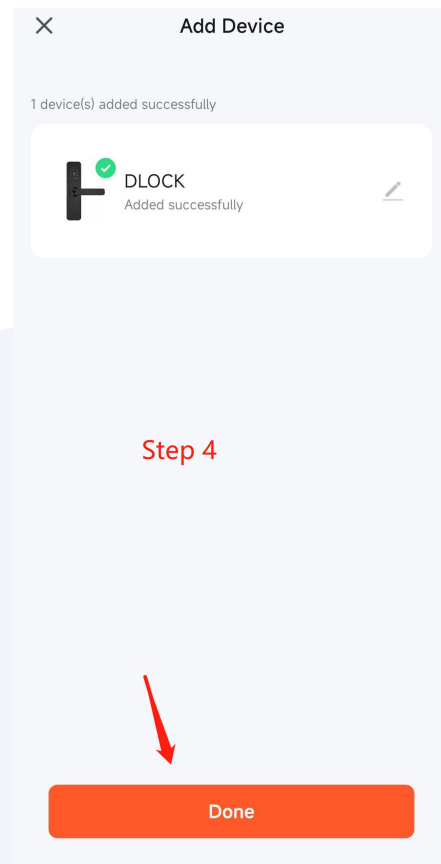 Add Device
1 device(s) added successfully
DLOCK
Added successfully
Step 4
Done